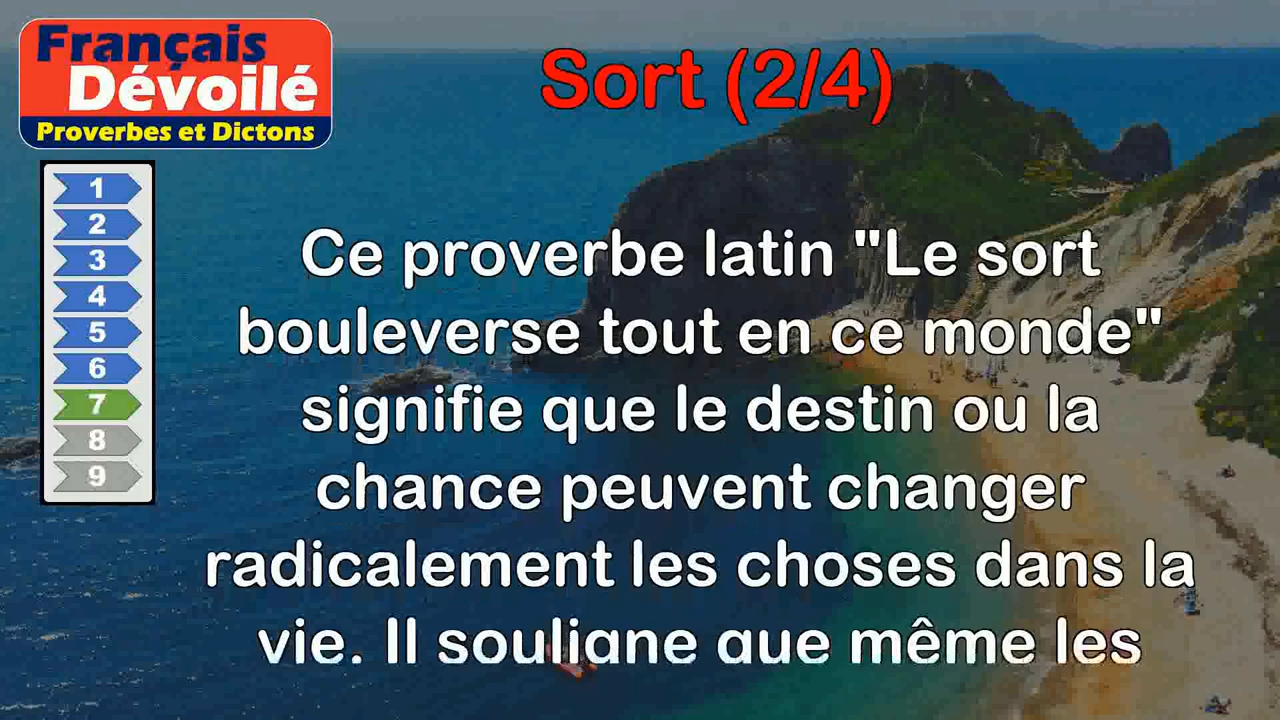 Français
Dévoilé
Proverbes et Dictons
Sort (2/4)
1
2
3
4
5
6
7
8
9
Ce proverbe latin "Le sort
bouleverse tout en ce monde"
signifie que le destin ou la
chance peuvent changer
radicalement les choses dans la
vie. Il souligne que même les